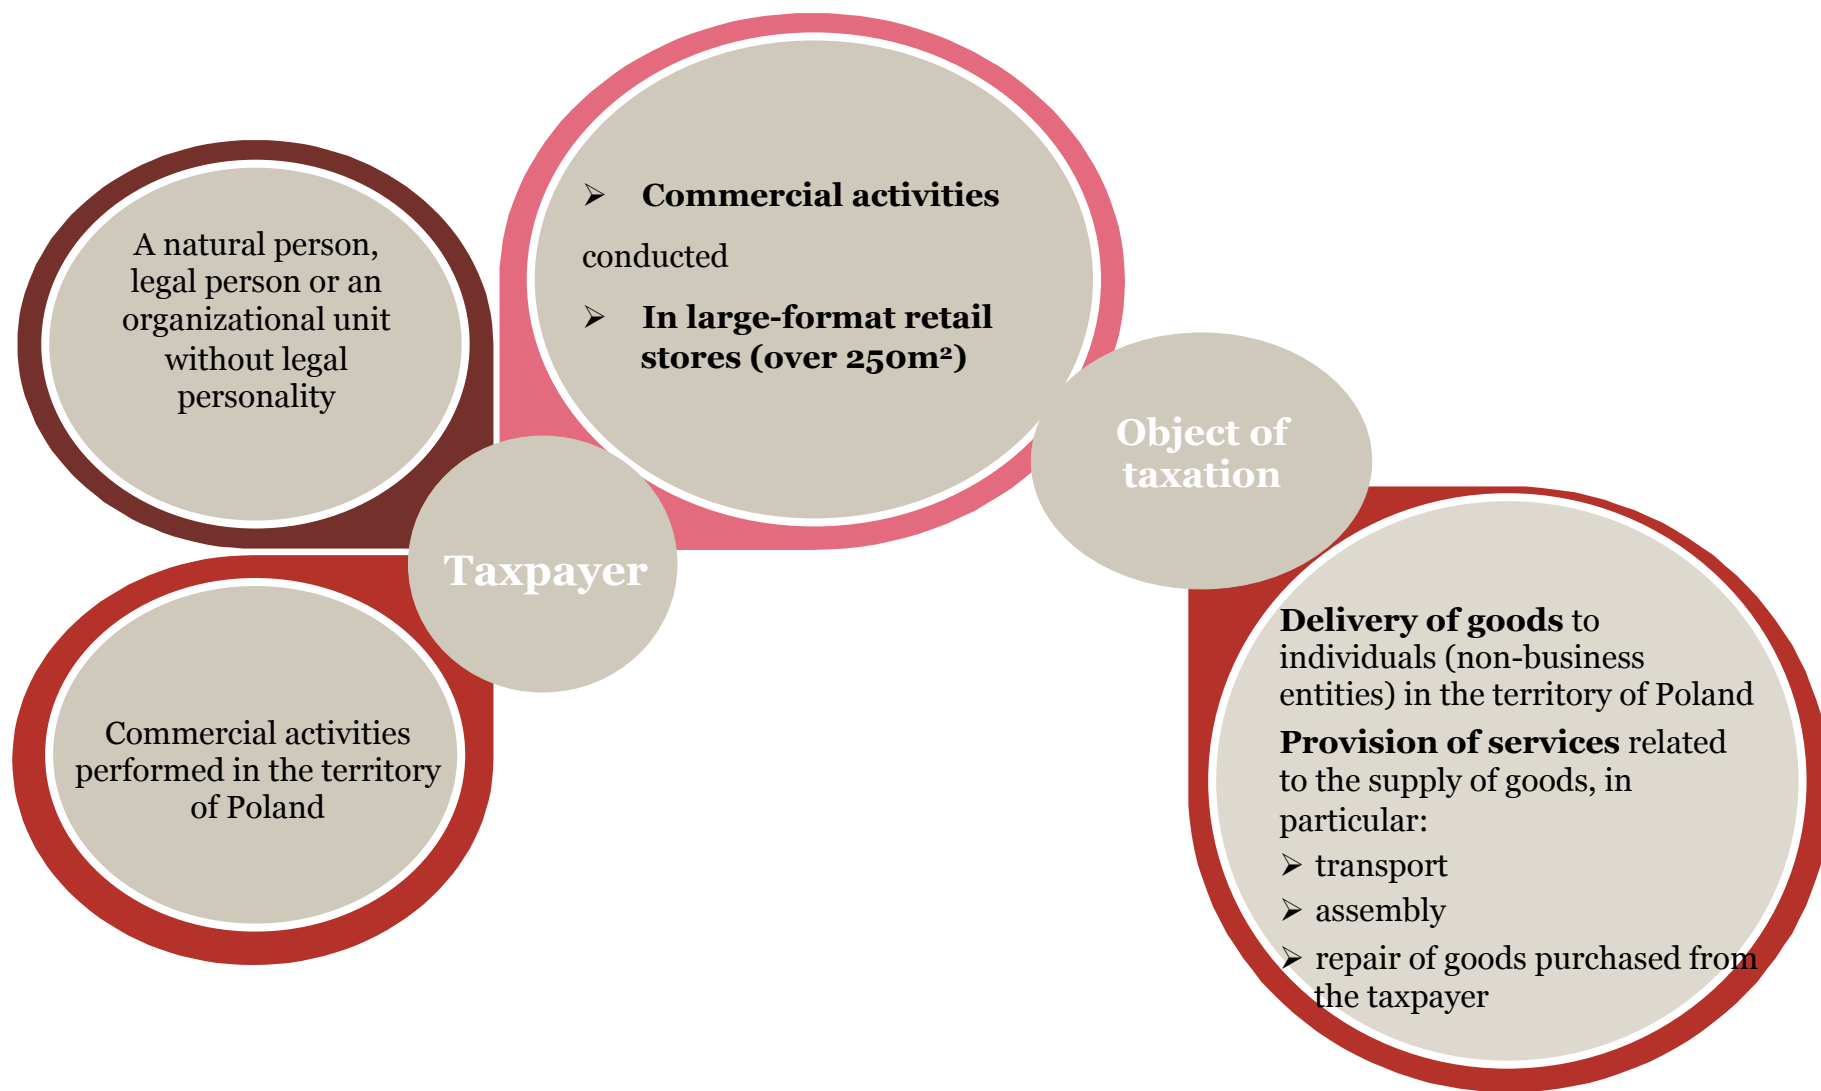 A natural person,
legal person or an
organizational unit
without legal
personality
➢ Commercial activities
conducted
➢ In large-format retail
stores (over 250m²)
Object of
taxation
Taxpayer
Commercial activities
performed in the territory
of Poland
Delivery of goods to
individuals (non-business
entities) in the territory of Poland
Provision of services related
to the supply of goods, in
particular:
➢ transport
➢ assembly
➢ repair of goods purchased from
the taxpayer